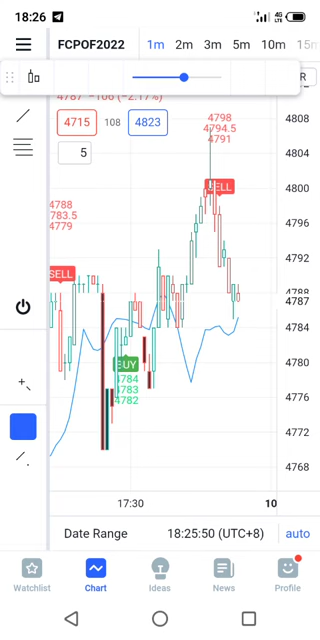 18:26
4G
FCPOF2022 1m 2m 3m 5m 10m 15m
R
4787 −106 (−2.17%)
4715 108 4823
5
4798
4794.5
4791
SELL
4788
783.5
4779
SELL
BUY
4784
4783
4782
4808
4804
4800
4796
4792
4788
4787
4784
4780
4776
4772
4768
17:30 10
Date Range 18:25:50 (UTC+8) auto
Watchlist Chart Ideas News Profile